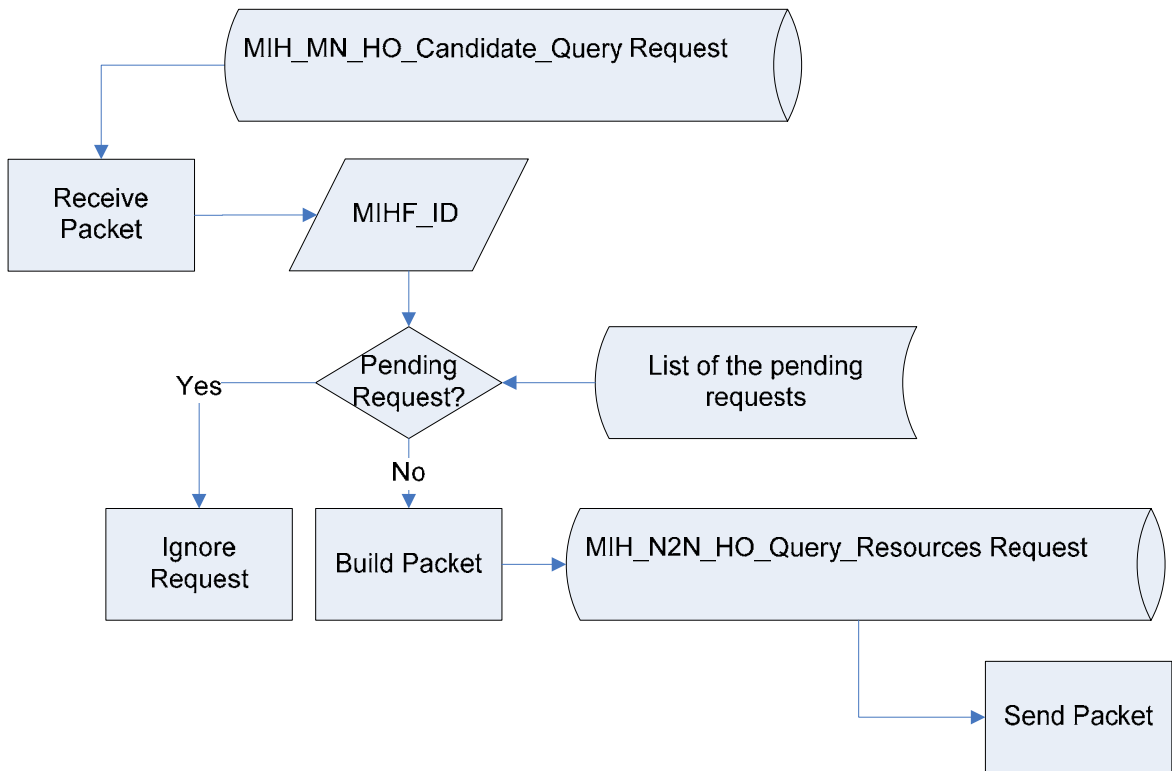 MIH_MN_HO_Candidate_Query Request
Receive
Packet
MIHF_ID
Pending
Request?
List of the pending
requests
Yes
No
Ignore
Request
Build Packet
MIH_N2N_HO_Query_Resources Request
Send Packet